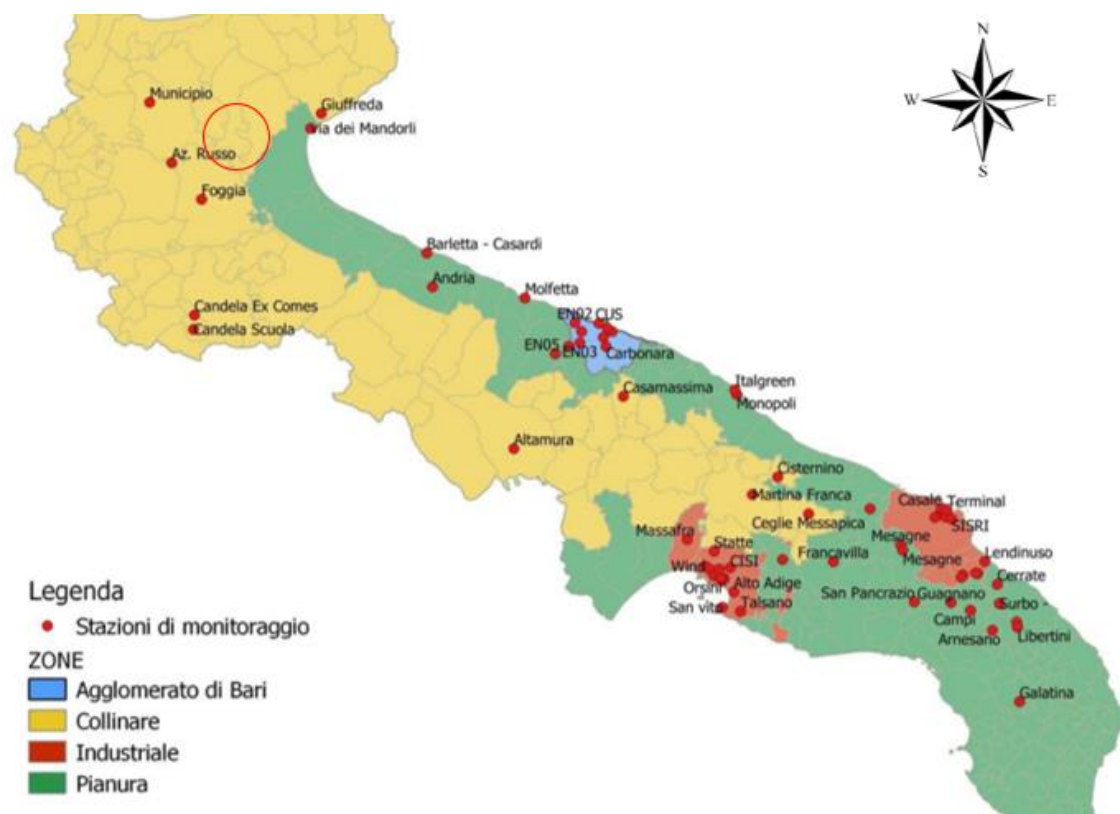 N
W
E
S
Municipio
Giuffreda
via dei Mandorli
Az. Russo
Foggia
Barletta - Casardi
Andria
Molfetta
Candela Ex Comes
Candela Scuola
EN02
CUS
EN05
EN03
Carbonara
Casamassima
Italgreen
Monopoli
Altamura
Cisternino
Martina Franca
Ceglie Messapica
Casale
Terminal
SISRI
Massafra
Statte
Mesagne
Mesagne
Lendinuso
Wind
CISI
Francavilla
Cerrate
Orsini
Alto Adige
San Pancrazio
Guagnano
Surbo -
San vito
Talsano
Campi
Arnesano
Libertini
Galatina
Legenda
Stazioni di monitoraggio
ZONE
Agglomerato di Bari
Collinare
Industriale
Pianura